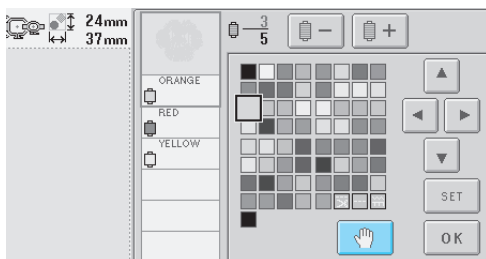 24mm
37mm
3
5
−
+
ORANGE
RED
YELLOW
SET
OK